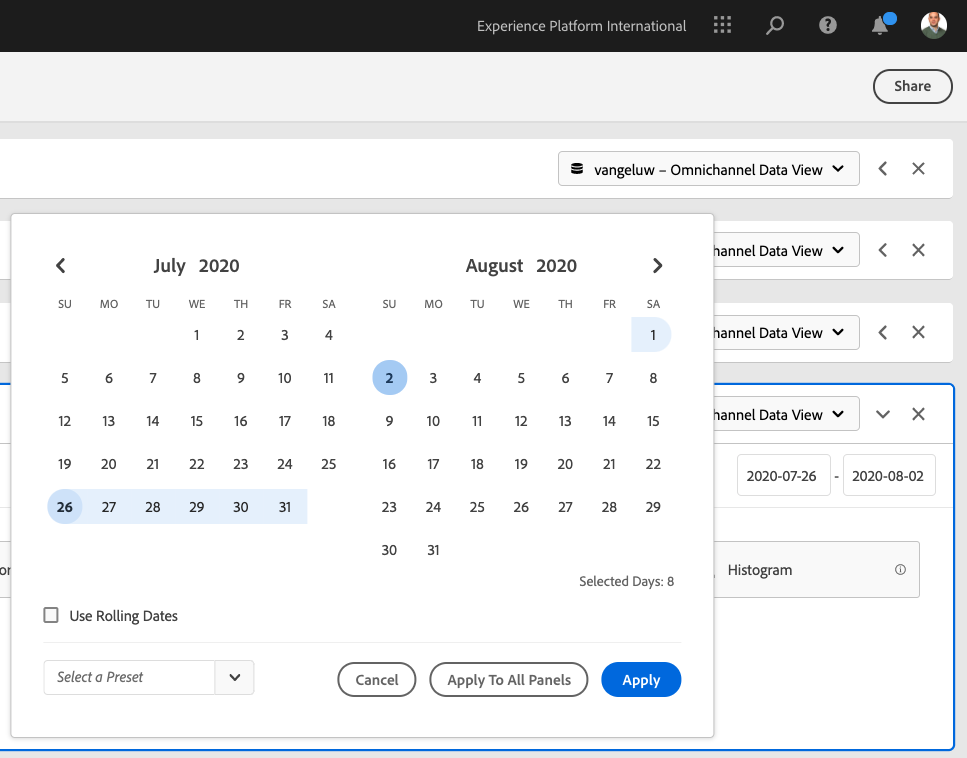 Experience Platform International
Share
vangeluw – Omnichannel Data View
hannel Data View
July 2020 August 2020
SU MO TU WE TH FR SA SU MO TU WE TH FR SA
hannel Data View
1 2 3 4 1
5 6 7 8 9 10 11 2 3 4 5 6 7 8
hannel Data View
12 13 14 15 16 17 18 9 10 11 12 13 14 15
19 20 21 22 23 24 25 16 17 18 19 20 21 22
2020-07-26 - 2020-08-02
26 27 28 29 30 31 23 24 25 26 27 28 29
30 31
or
Histogram
Selected Days: 8
Use Rolling Dates
Select a Preset Cancel Apply To All Panels Apply